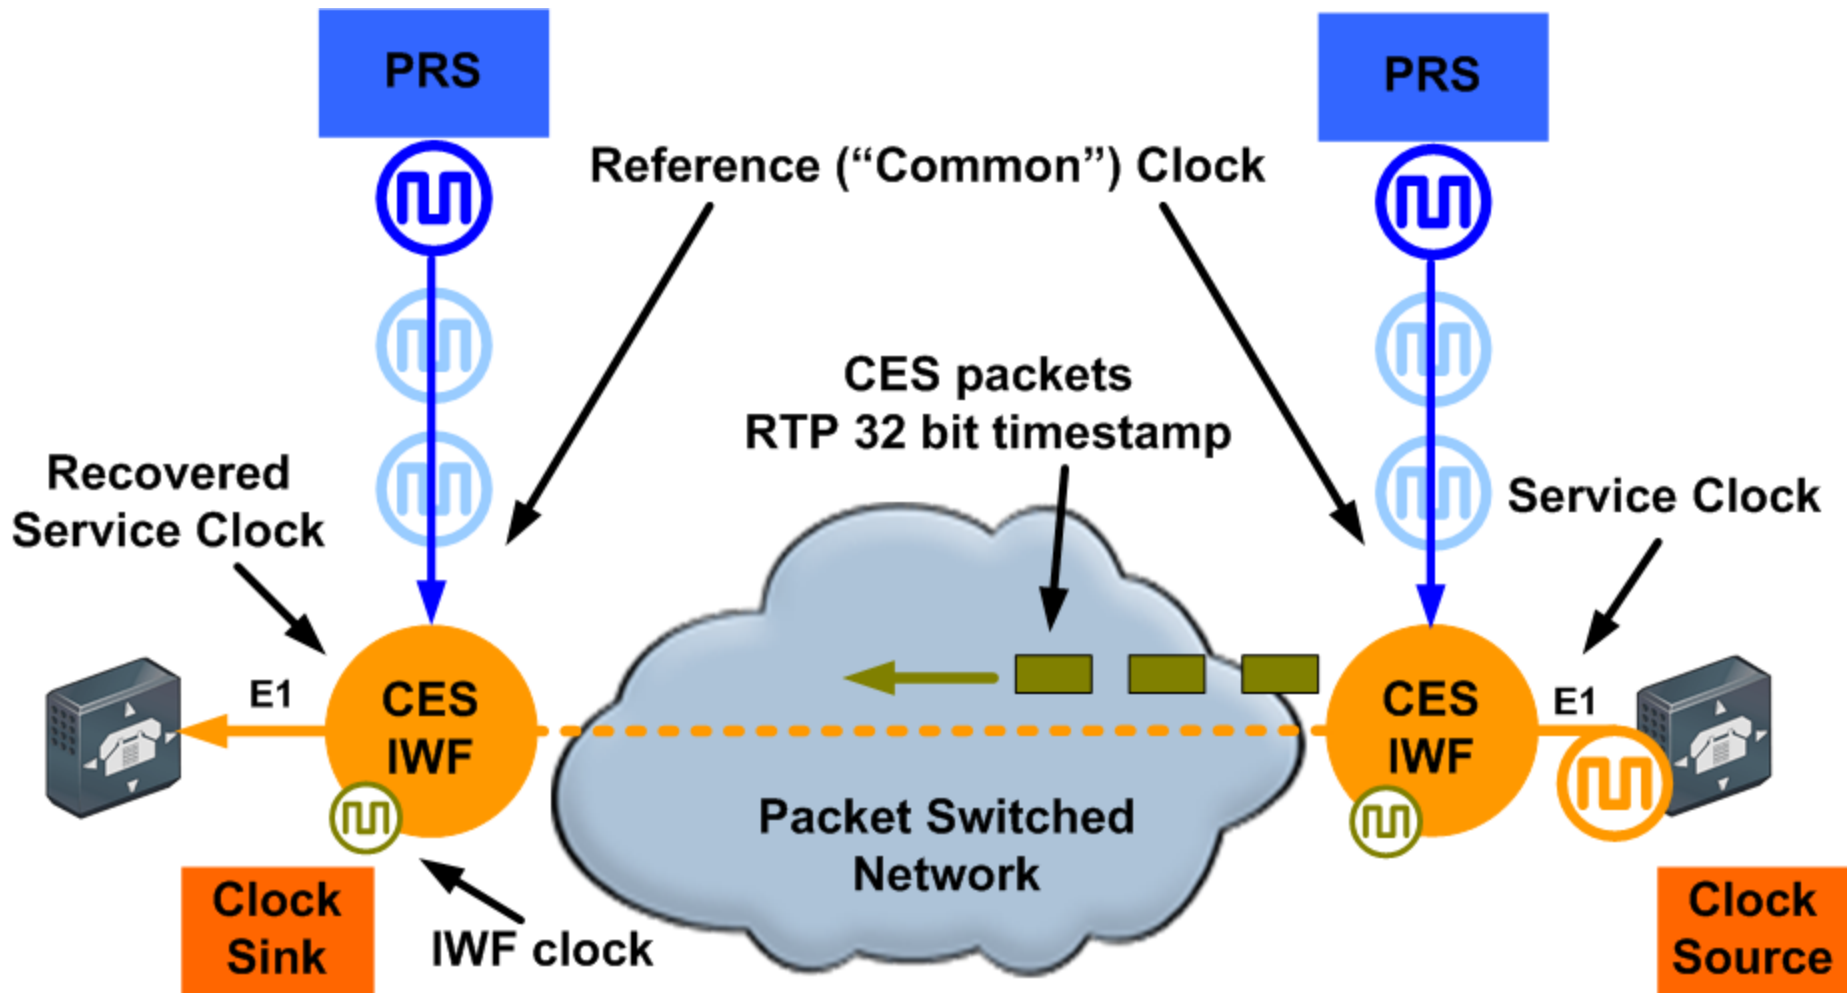 PRS
PRS
Reference (“Common”) Clock
CES packets
RTP 32 bit timestamp
Recovered
Service Clock
Service Clock
E1
CES
IWF
CES
IWF
E1
Packet Switched
Network
Clock
Sink
IWF clock
Clock
Source